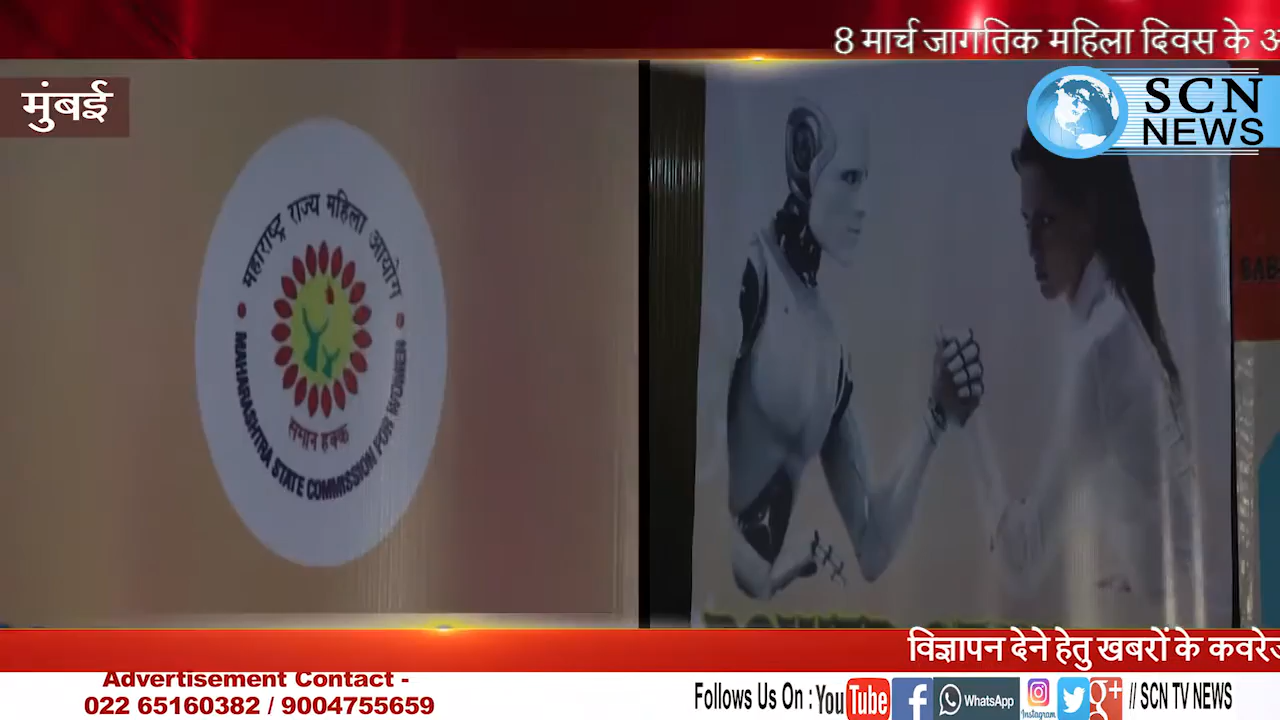 8 मार्च जागतिक महिला दिवस के
मुंबई
SCN
NEWS
महाराष्ट्र राज्य महिला आयोग
समान हक्क
MAHARASHTRA STATE COMMISSION FOR WOMEN
विज्ञापन देने हेतु खबरों के कवरेज
Advertisement Contact -
022 65160382 / 9004755659
Follows Us On : You Tube f WhatsApp Instagram g+ // SCN TV NEWS